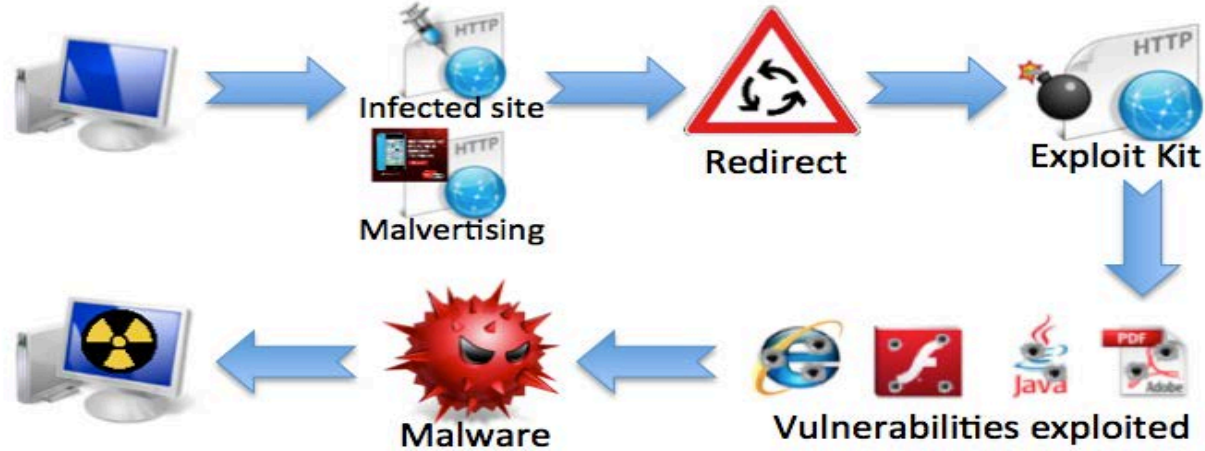 HTTP
Infected site
HTTP
Malvertising
Redirect
HTTP
Exploit Kit
PDF
Adobe
Java
Vulnerabilities exploited
Malware